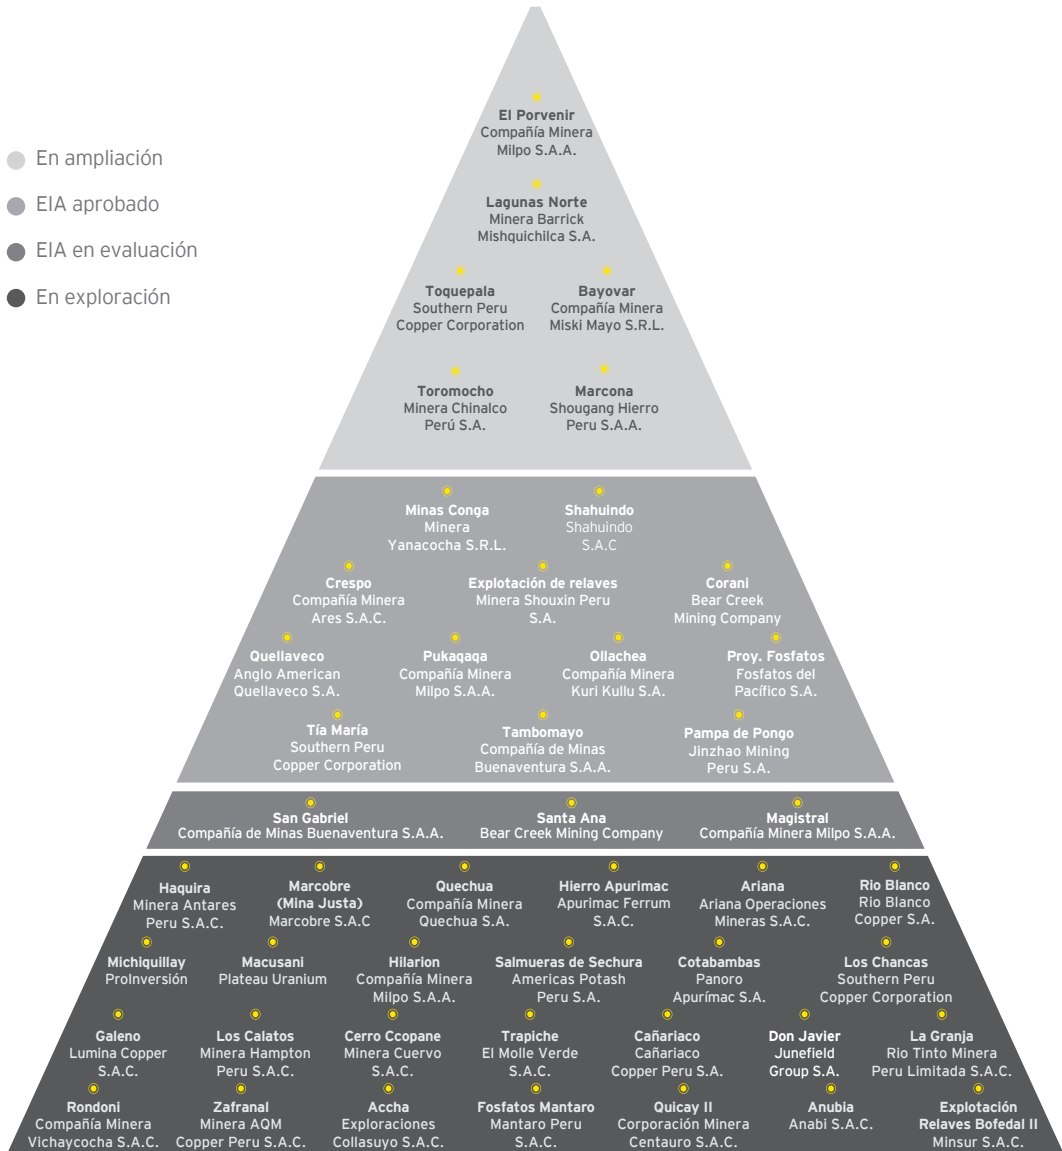 En ampliación
EIA aprobado
EIA en evaluación
En exploración
El Porvenir
Compañía Minera
Milpo S.A.A.
Lagunas Norte
Minera Barrick
Mishquichilca S.A.
Toquepala
Southern Peru
Copper Corporation
Bayovar
Compañía Minera
Miski Mayo S.R.L.
Toromocho
Minera Chinalco
Perú S.A.
Marcona
Shougang Hierro
Peru S.A.A.
Minas Conga
Minera
Yanacocha S.R.L.
Shahuindo
Shahuindo
S.A.C
Crespo
Compañía Minera
Ares S.A.C.
Explotación de relaves
Minera Shouxin Peru
S.A.
Corani
Bear Creek
Mining Company
Quellaveco
Anglo American
Quellaveco S.A.
Pukaqaqa
Compañía Minera
Milpo S.A.A.
Ollachea
Compañía Minera
Kuri Kullu S.A.
Proy. Fosfatos
Fosfatos del
Pacífico S.A.
Tía María
Southern Peru
Copper Corporation
Tambomayo
Compañía de Minas
Buenaventura S.A.A.
Pampa de Pongo
Jinzhao Mining
Peru S.A.
San Gabriel
Compañía de Minas Buenaventura S.A.A.
Santa Ana
Bear Creek Mining Company
Magistral
Compañía Minera Milpo S.A.A.
Haquira
Minera Antares
Peru S.A.C.
Marcobre
(Mina Justa)
Marcobre S.A.C
Quechua
Compañía Minera
Quechua S.A.
Hierro Apurimac
Apurimac Ferrum
S.A.C.
Ariana
Ariana Operaciones
Mineras S.A.C.
Rio Blanco
Rio Blanco
Copper S.A.
Michiquillay
ProInversión
Macusani
Plateau Uranium
Hilarion
Compañía Minera
Milpo S.A.A.
Salmueras de Sechura
Americas Potash
Peru S.A.
Cotabambas
Panoro
Apurímac S.A.
Los Chancas
Southern Peru
Copper Corporation
Galeno
Lumina Copper
S.A.C.
Los Calatos
Minera Hampton
Peru S.A.C.
Cerro Ccopane
Minera Cuervo
S.A.C.
Trapiche
El Molle Verde
S.A.C.
Cañariaco
Cañariaco
Copper Peru S.A.
Don Javier
Junefield
Group S.A.
La Granja
Rio Tinto Minera
Peru Limitada S.A.C.
Rondoni
Compañía Minera
Vichaycocha S.A.C.
Zafranal
Minera AQM
Copper Peru S.A.C.
Accha
Exploraciones
Collasuyo S.A.C.
Fosfatos Mantaro
Mantaro Peru
S.A.C.
Quicay II
Corporación Minera
Centauro S.A.C.
Anubia
Anabi S.A.C.
Explotación
Relaves Bofedal II
Minsur S.A.C.